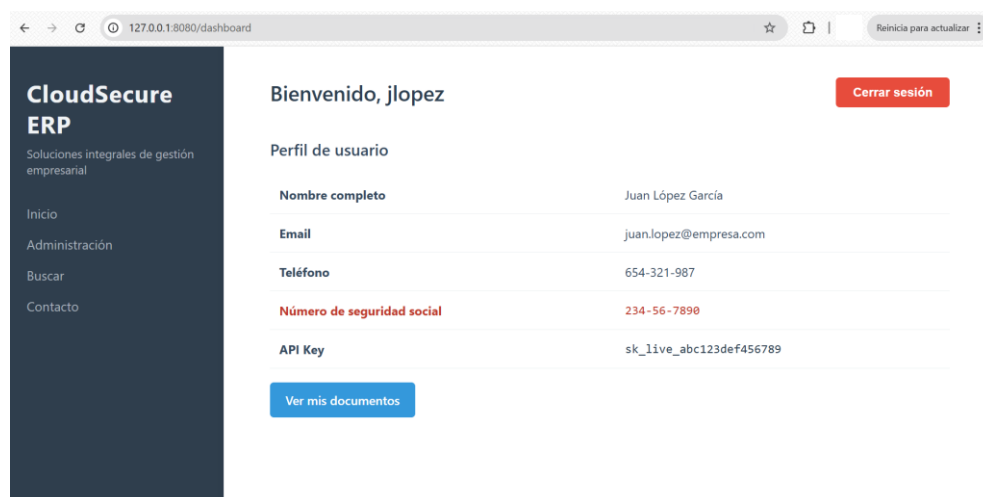 127.0.0.1:8080/dashboard
Reinicia para actualizar
CloudSecure
ERP
Soluciones integrales de gestión
empresarial
Inicio
Administración
Buscar
Contacto
Bienvenido, jlopez
Cerrar sesión
Perfil de usuario
Nombre completo Juan López García
Email juan.lopez@empresa.com
Teléfono 654-321-987
Número de seguridad social 234-56-7890
API Key sk_live_abc123def456789
Ver mis documentos